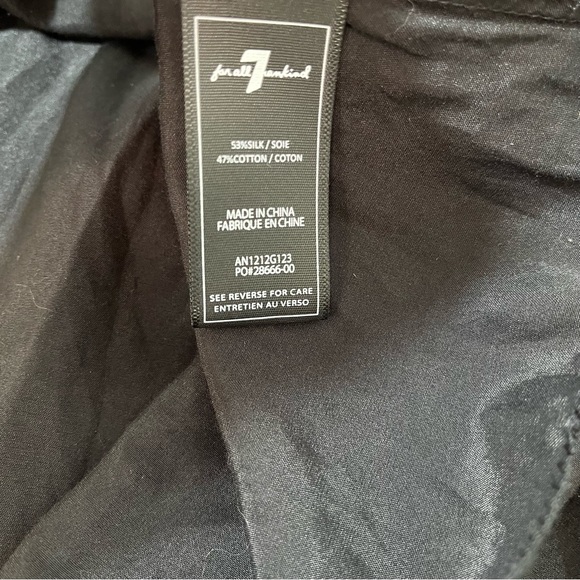 for all 7 mankind
53%SILK / SOIE
47%COTTON / COTON
MADE IN CHINA
FABRIQUE EN CHINE
AN1212G123
PO#28666-00
SEE REVERSE FOR CARE
ENTRETIEN AU VERSO